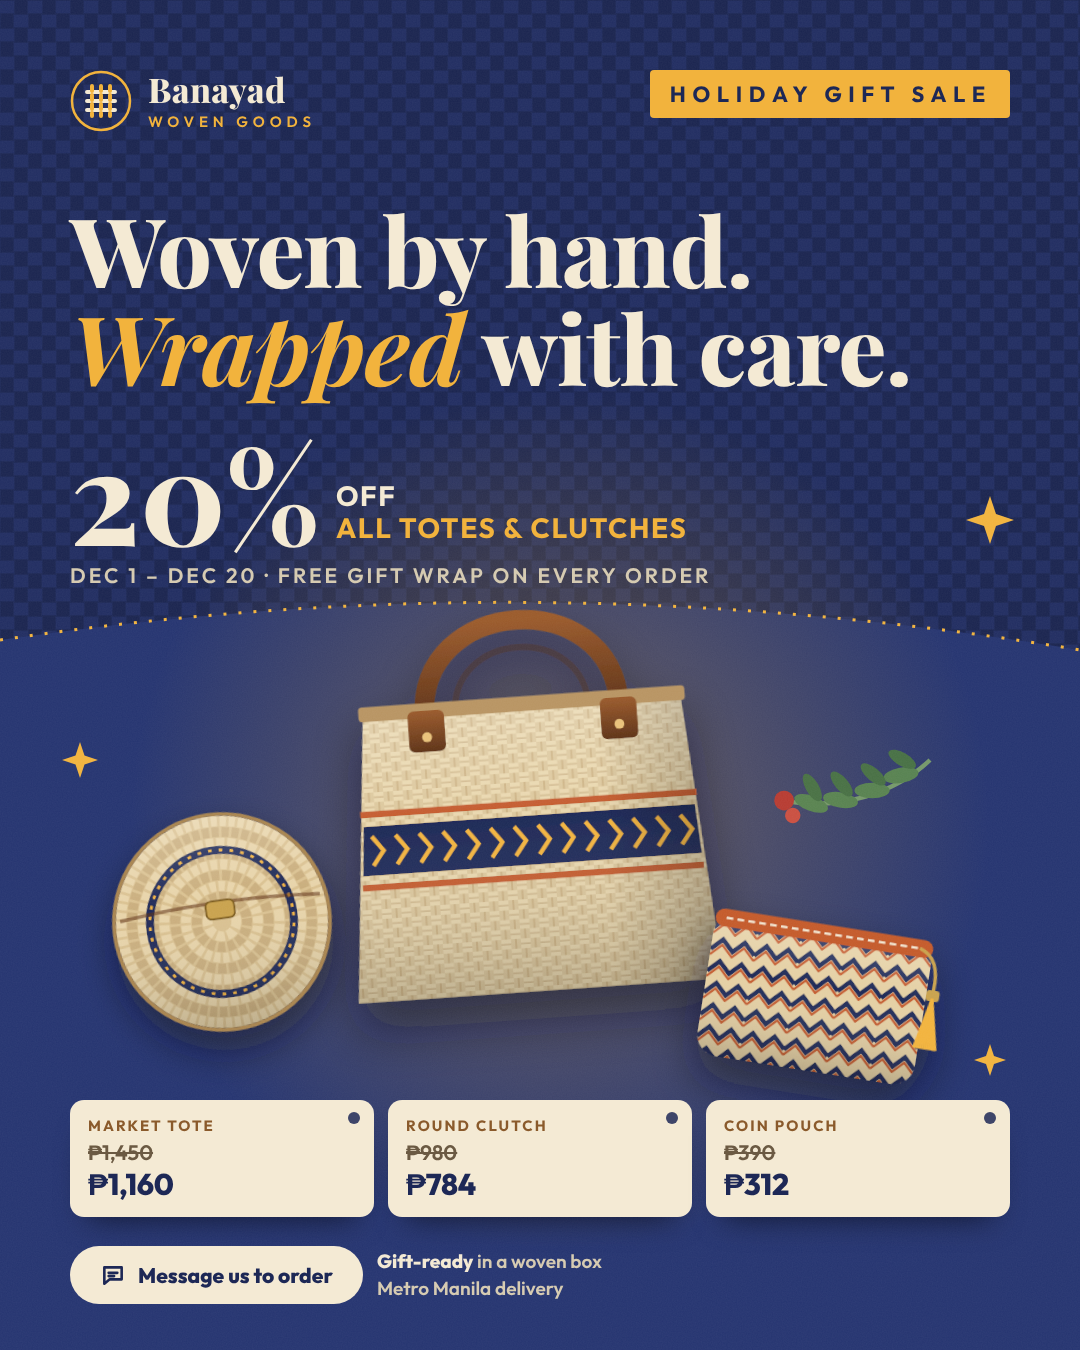 Banayad
WOVEN GOODS
HOLIDAY GIFT SALE
Woven by hand.
Wrapped with care.
20% OFF
ALL TOTES & CLUTCHES
DEC 1 – DEC 20 · FREE GIFT WRAP ON EVERY ORDER
MARKET TOTE
₱1,450
₱1,160
ROUND CLUTCH
₱980
₱784
COIN POUCH
₱390
₱312
Message us to order
Gift-ready in a woven box
Metro Manila delivery